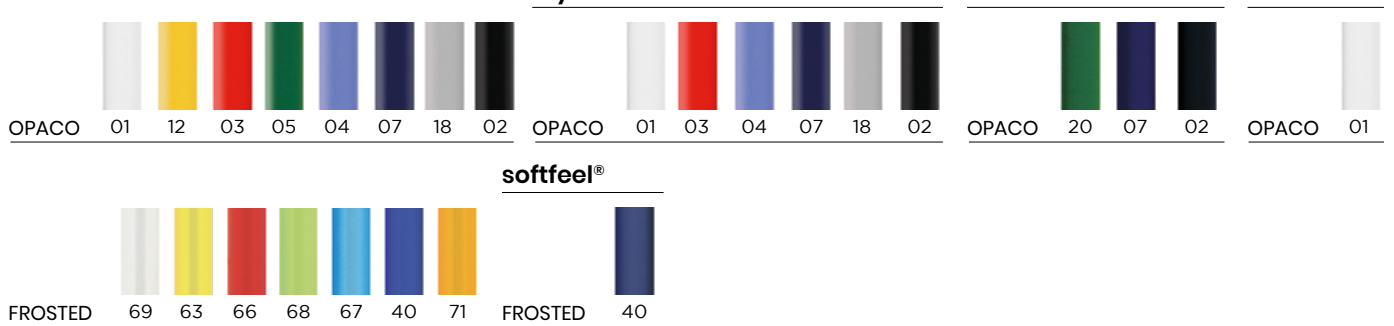 OPACO 01 12 03 05 04 07 18 02 OPACO 01 03 04 07 18 02 OPACO 20 07 02 OPACO 01
softfeel®
FROSTED 69 63 66 68 67 40 71 FROSTED 40